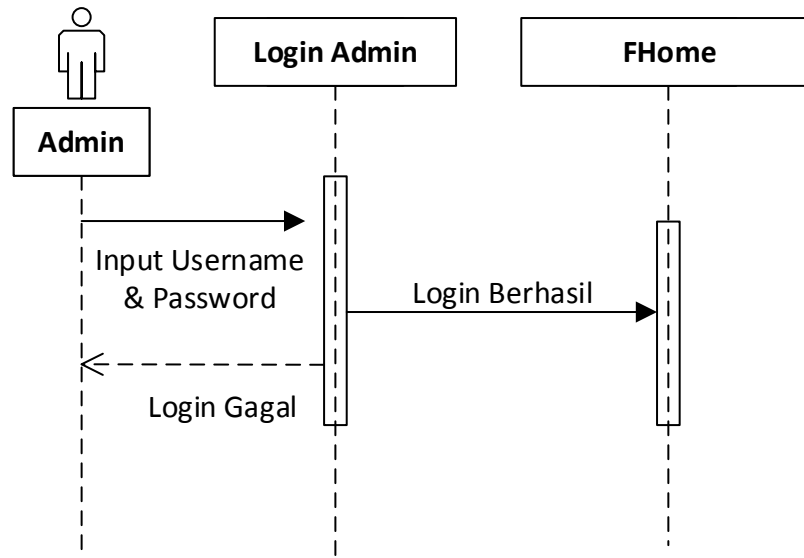 Login Admin
FHome
Admin
Input Username
& Password
Login Berhasil
Login Gagal